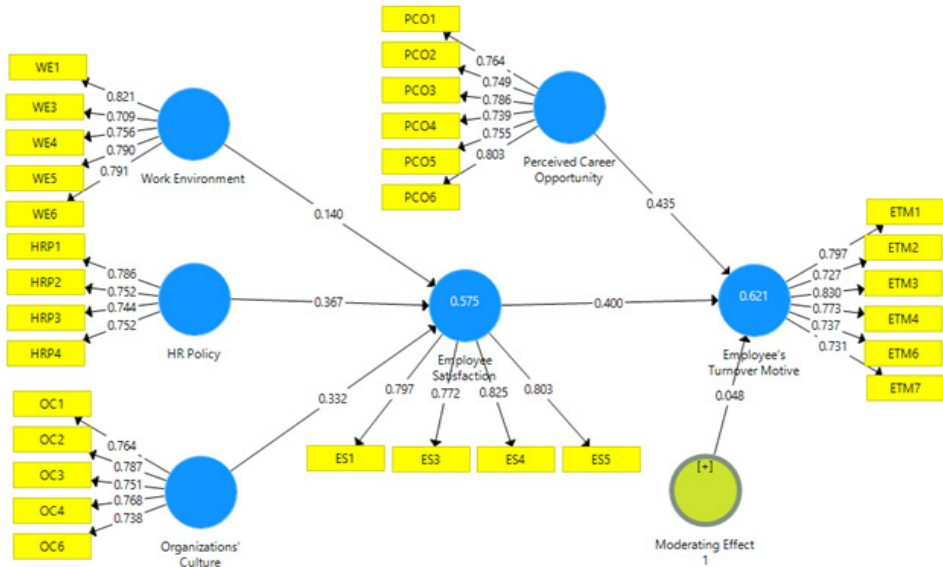 PCO1
PCO2
PCO3
PCO4
PCO5
PCO6
0.764
0.749
0.786
0.739
0.755
0.803
Perceived Career
Opportunity
WE1
WE3
WE4
WE5
WE6
0.821
0.709
0.756
0.790
0.791
Work Environment
0.140
0.435
HRP1
HRP2
HRP3
HRP4
0.786
0.752
0.744
0.752
HR Policy
0.367
0.575
Employee
Satisfaction
0.400
0.621
Employee's
Turnover Motive
ETM1
ETM2
ETM3
ETM4
ETM6
ETM7
0.797
0.727
0.830
0.773
0.737
0.731
OC1
OC2
OC3
OC4
OC6
0.764
0.787
0.751
0.768
0.738
Organizations'
Culture
0.332
0.797
0.772
0.825
0.803
ES1
ES3
ES4
ES5
0.048
[+]
Moderating Effect
1